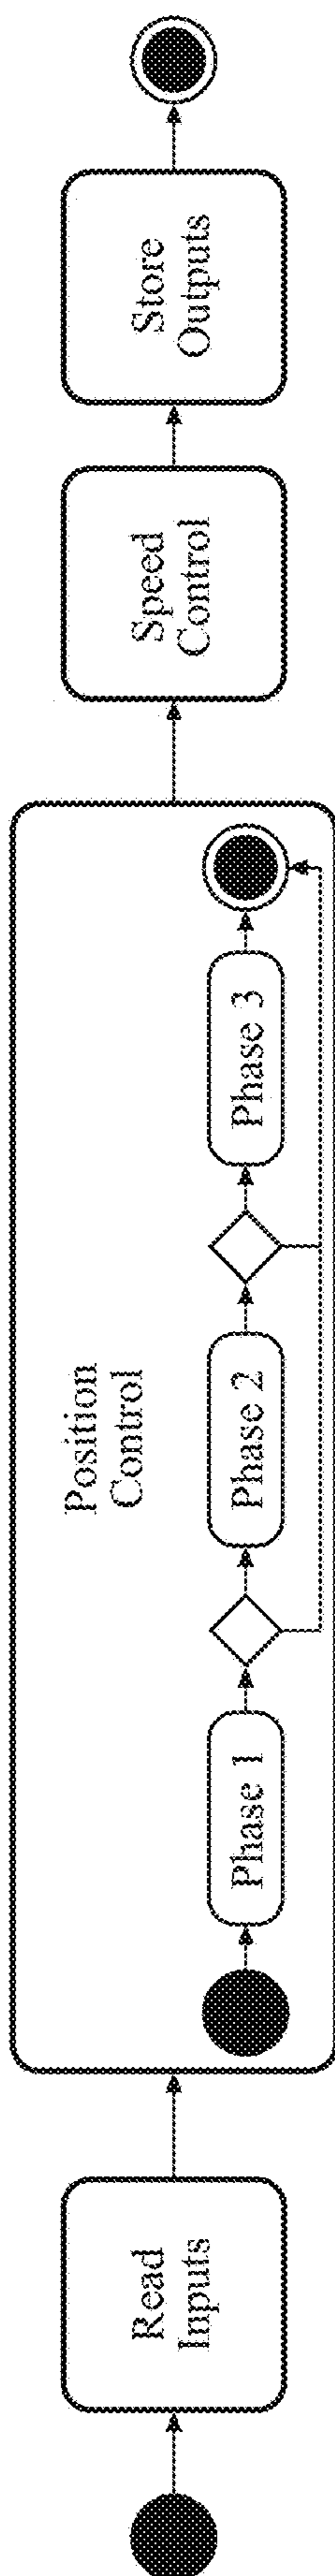 Read
Inputs
Position
Control
Phase 1
Phase 2
Phase 3
Speed
Control
Store
Outputs